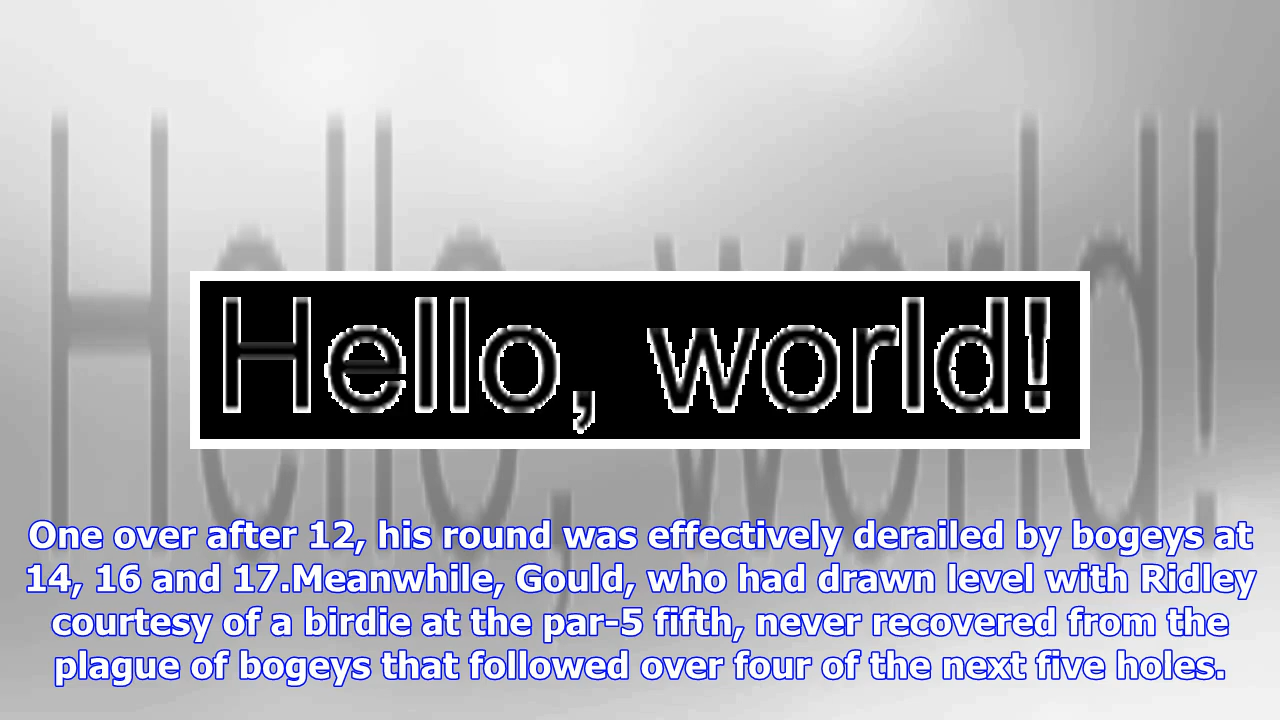 Hello, world!
One over after 12, his round was effectively derailed by bogeys at
14, 16 and 17.Meanwhile, Gould, who had drawn level with Ridley
courtesy of a birdie at the par-5 fifth, never recovered from the
plague of bogeys that followed over four of the next five holes.